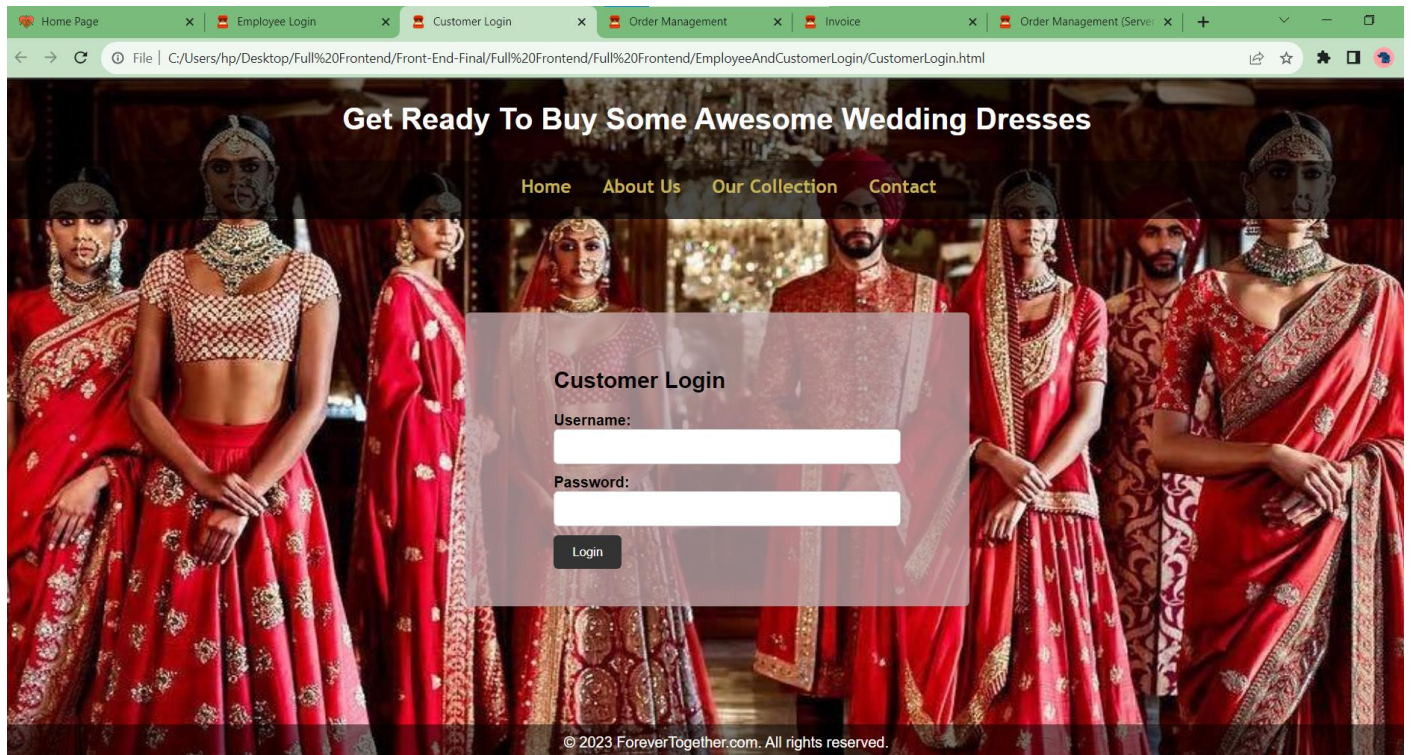 Home Page
Employee Login
Customer Login
Order Management
Invoice
Order Management (Server
File
C:/Users/hp/Desktop/Full%20Frontend/Front-End-Final/Full%20Frontend/Full%20Frontend/EmployeeAndCustomerLogin/CustomerLogin.html
Get Ready To Buy Some Awesome Wedding Dresses
Home About Us Our Collection Contact
Customer Login
Username:
Password:
Login
© 2023 ForeverTogether.com. All rights reserved.